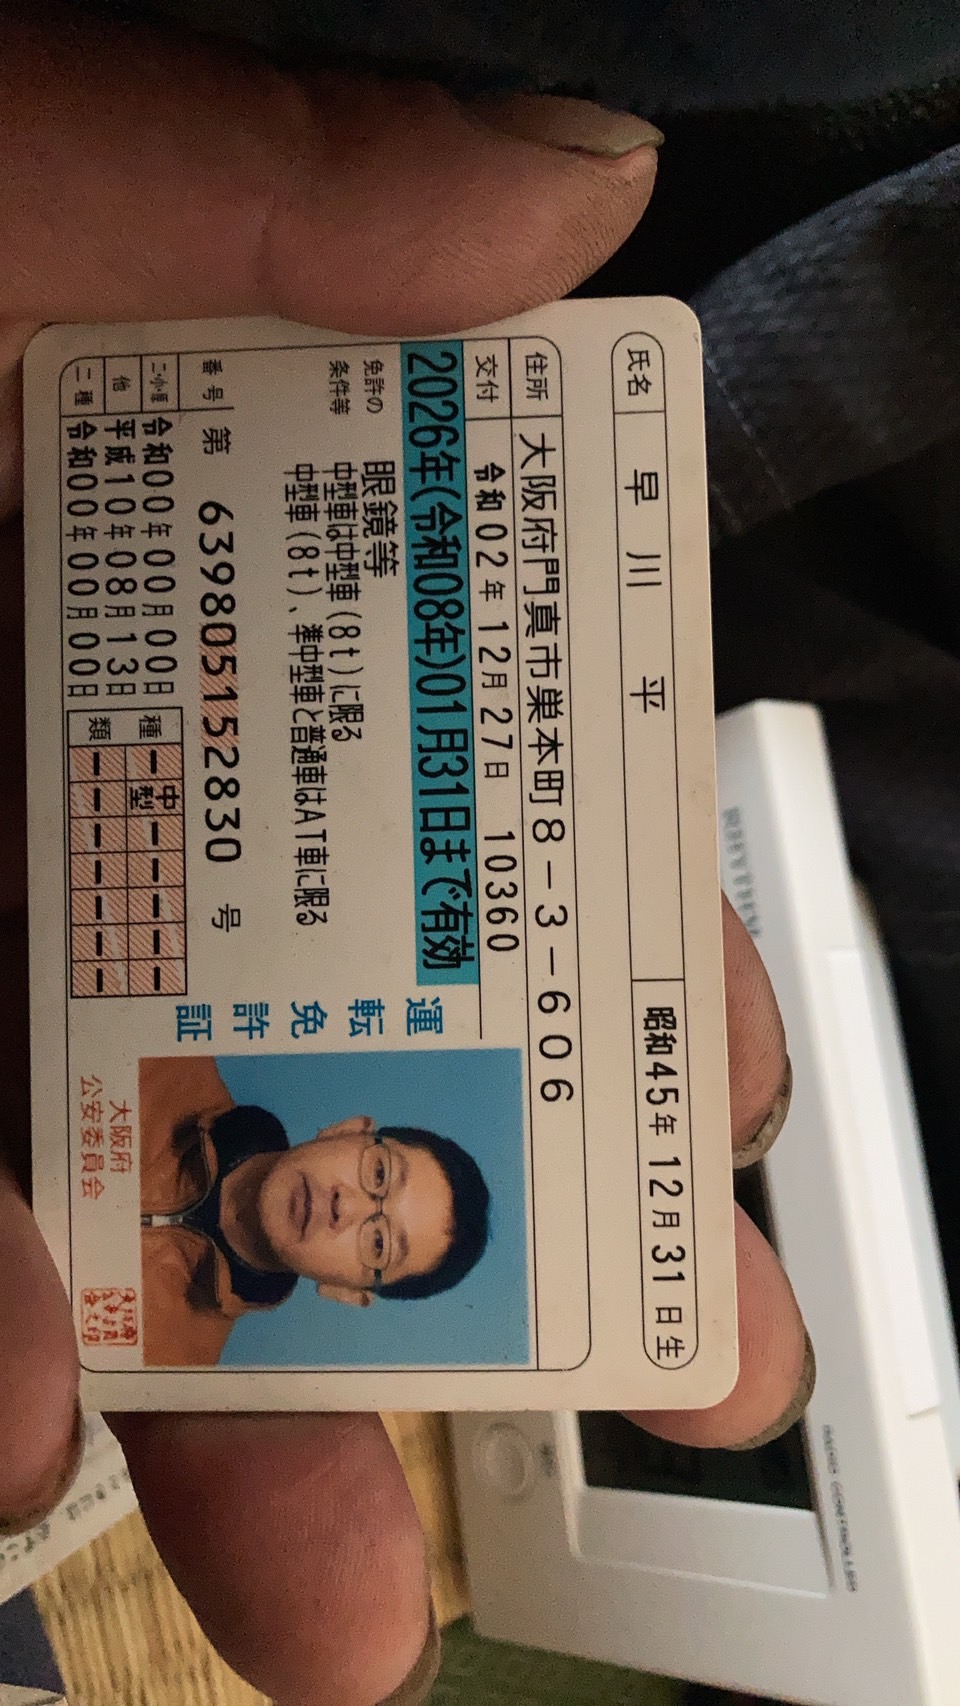 氏名 早川 平 昭和45年12月31日生
住所 大阪府門真市巣本町8-3-606
交付 令和02年12月27日 10360
2026年(令和08年)01月31日まで有効
免許の条件等 眼鏡等
中型車は中型車(8t)に限る
中型車(8t)、準中型車と普通車はAT車に限る
番号 第 639805152830 号
二・小・原 令和00年00月00日
他 平成10年08月13日
二種 令和00年00月00日
種類 中型
運転免許証
大阪府
公安委員会